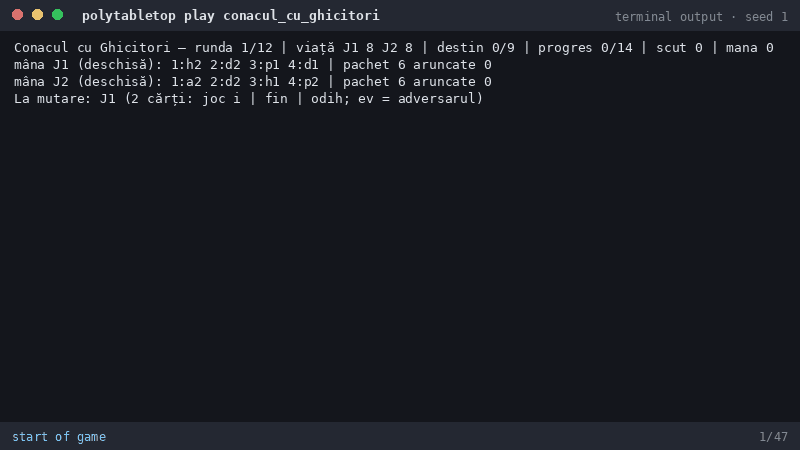 polytabletop play conacul_cu_ghicitori
terminal output · seed 1
Conacul cu Ghicitori — runda 1/12 | viață J1 8 J2 8 | destin 0/9 | progres 0/14 | scut 0 | mana 0
mâna J1 (deschisă): 1:h2 2:d2 3:p1 4:d1 | pachet 6 aruncate 0
mâna J2 (deschisă): 1:a2 2:d2 3:h1 4:p2 | pachet 6 aruncate 0
La mutare: J1 (2 cărți: joc i | fin | odih; ev = adversarul)
start of game
1/47